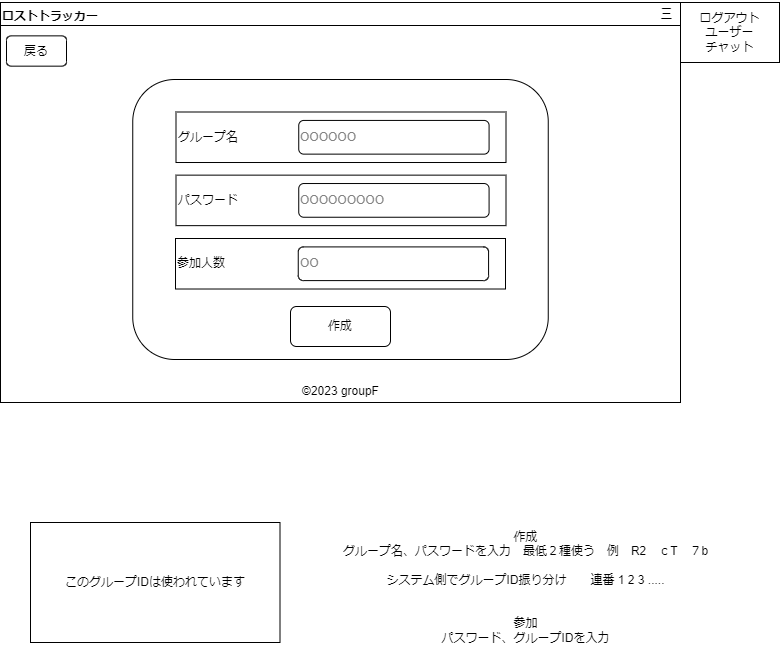 ロストトラッカー
三
ログアウト
ユーザー
チャット
戻る
グループ名
○○○○○○
パスワード
○○○○○○○○○
参加人数
○○
作成
©2023 groupF
このグループIDは使われています
作成
グループ名、パスワードを入力　最低２種使う　例　R2　ｃT　７b
システム側でグループID振り分け　　連番 1 2 3 .....
参加
パスワード、グループIDを入力